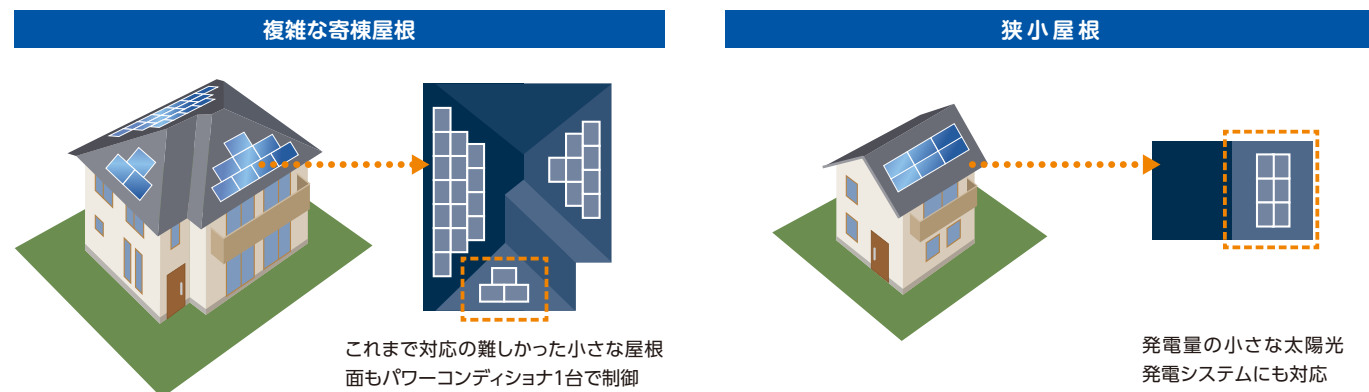 複雑な寄棟屋根
これまで対応の難しかった小さな屋根
面もパワーコンディショナ1台で制御
狭小屋根
発電量の小さな太陽光
発電システムにも対応